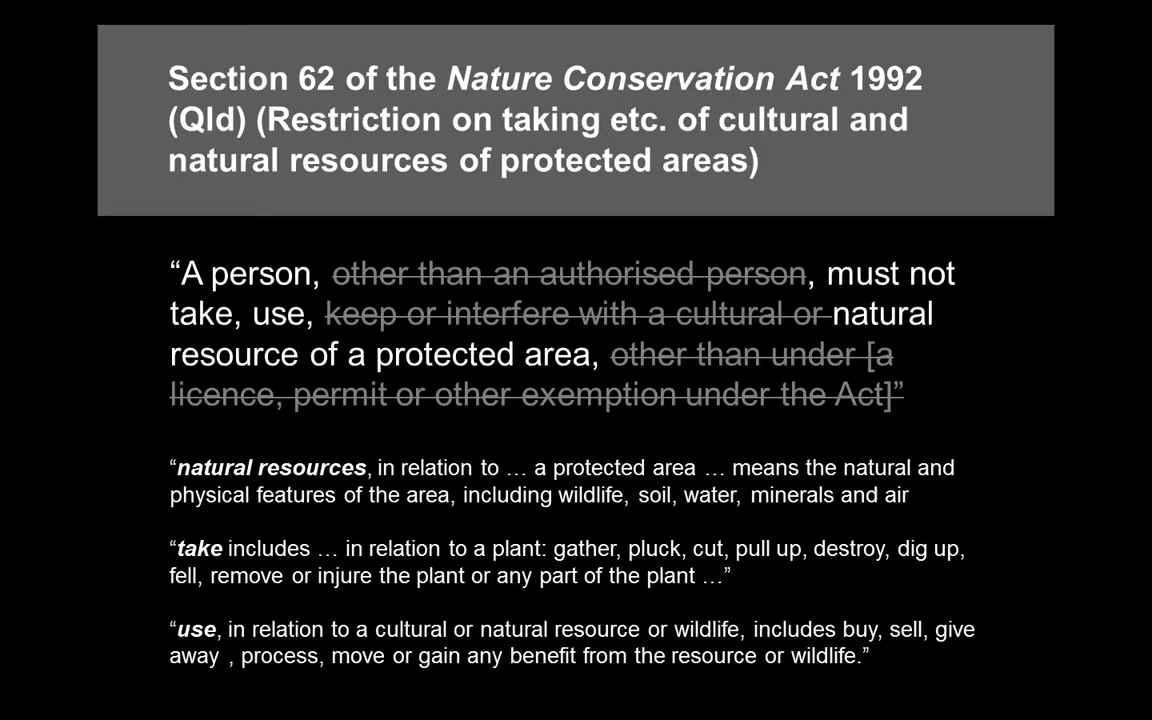 Section 62 of the Nature Conservation Act 1992
(Qld) (Restriction on taking etc. of cultural and
natural resources of protected areas)
“A person, other than an authorised person, must not
take, use, keep or interfere with a cultural or natural
resource of a protected area, other than under [a
licence, permit or other exemption under the Act]”
“natural resources, in relation to … a protected area … means the natural and
physical features of the area, including wildlife, soil, water, minerals and air
“take includes … in relation to a plant: gather, pluck, cut, pull up, destroy, dig up,
fell, remove or injure the plant or any part of the plant …”
“use, in relation to a cultural or natural resource or wildlife, includes buy, sell, give
away , process, move or gain any benefit from the resource or wildlife.”